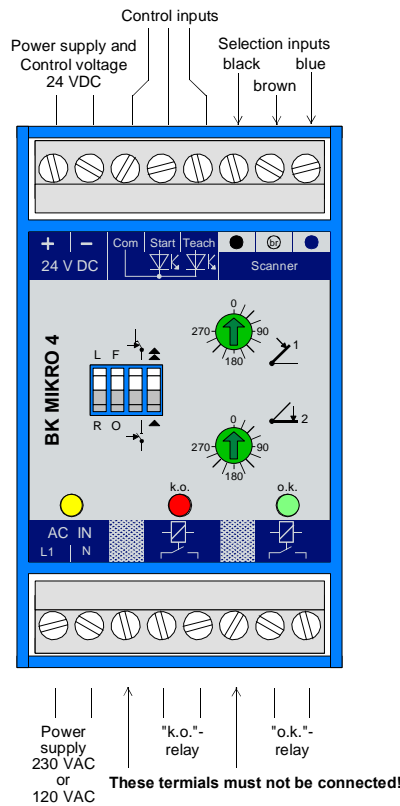 Control inputs
Power supply and
Control voltage
24 VDC
Selection inputs
black
blue
brown
+ − Com Start Teach br
24 V DC
Scanner
0
270 90
180
1
L F
R O
BK MIKRO 4
0
270 90
180
2
k.o.
o.k.
AC IN
L1 N
Power
supply
230 VAC
or
120 VAC
"k.o."-
relay
"o.k."-
relay
These termials must not be connected!